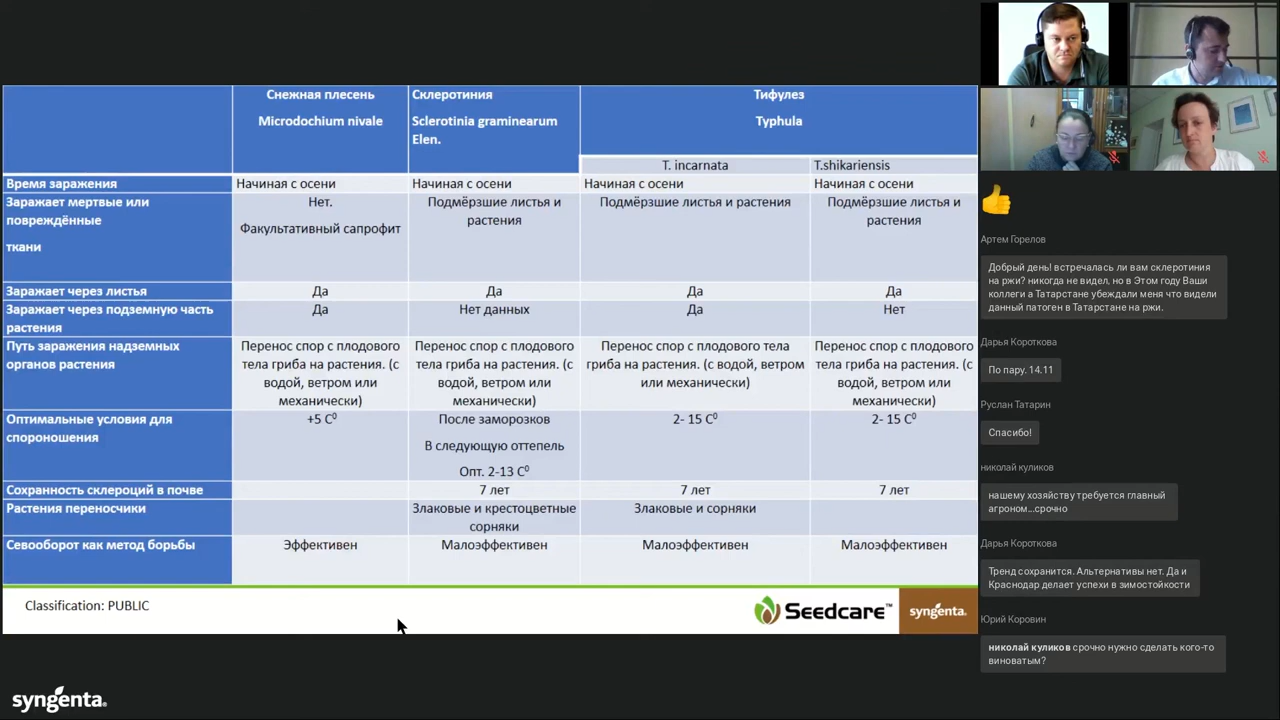 Снежная плесень
Microdochium nivale
Склеротиния
Sclerotinia graminearum
Elen.
Тифулез
Typhula
T. incarnata
T.shikariensis
Время заражения
Начиная с осени
Начиная с осени
Начиная с осени
Начиная с осени
Заражает мертвые или
повреждённые
ткани
Нет.
Факультативный сапрофит
Подмёрзшие листья и
растения
Подмёрзшие листья и растения
Подмёрзшие листья и
растения
Заражает через листья
Да
Да
Да
Да
Заражает через подземную часть
растения
Да
Нет данных
Да
Нет
Путь заражения надземных
органов растения
Перенос спор с плодового
тела гриба на растения. (с
водой, ветром или
механически)
Перенос спор с плодового
тела гриба на растения. (с
водой, ветром или
механически)
Перенос спор с плодового тела
гриба на растения. (с водой, ветром
или механически)
Перенос спор с плодового
тела гриба на растения. (с
водой, ветром или
механически)
Оптимальные условия для
спороношения
+5 С⁰
После заморозков
В следующую оттепель
Опт. 2-13 С⁰
2- 15 С⁰
2- 15 С⁰
Сохранность склероций в почве
7 лет
7 лет
7 лет
Растения переносчики
Злаковые и крестоцветные
сорняки
Злаковые и сорняки
Севооборот как метод борьбы
Эффективен
Малоэффективен
Малоэффективен
Малоэффективен
Classification: PUBLIC
Seedcare™
syngenta.
syngenta.
Артем Горелов
Добрый день! встречалась ли вам склеротиния
на ржи? никогда не видел, но в Этом году Ваши
коллеги а Татарстане убеждали меня что видели
данный патоген в Татарстане на ржи.
Дарья Короткова
По пару. 14.11
Руслан Татарин
Спасибо!
николай куликов
нашему хозяйству требуется главный
агроном...срочно
Дарья Короткова
Тренд сохранится. Альтернативы нет. Да и
Краснодар делает успехи в зимостойкости
Юрий Коровин
николай куликов срочно нужно сделать кого-то
виноватым?